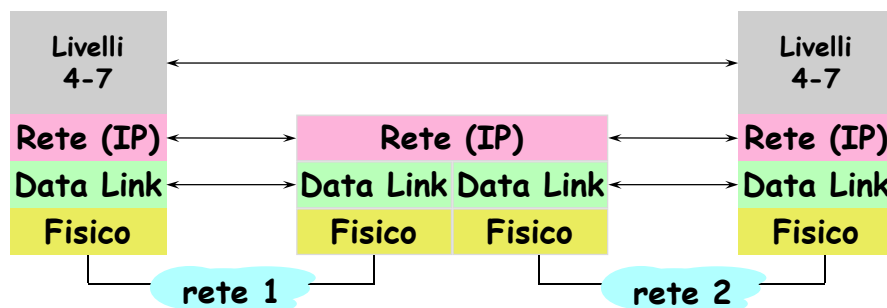 Livelli
4-7
Livelli
4-7
Rete (IP)
Rete (IP)
Rete (IP)
Data Link
Data Link
Data Link
Data Link
Fisico
Fisico
Fisico
Fisico
rete 1
rete 2